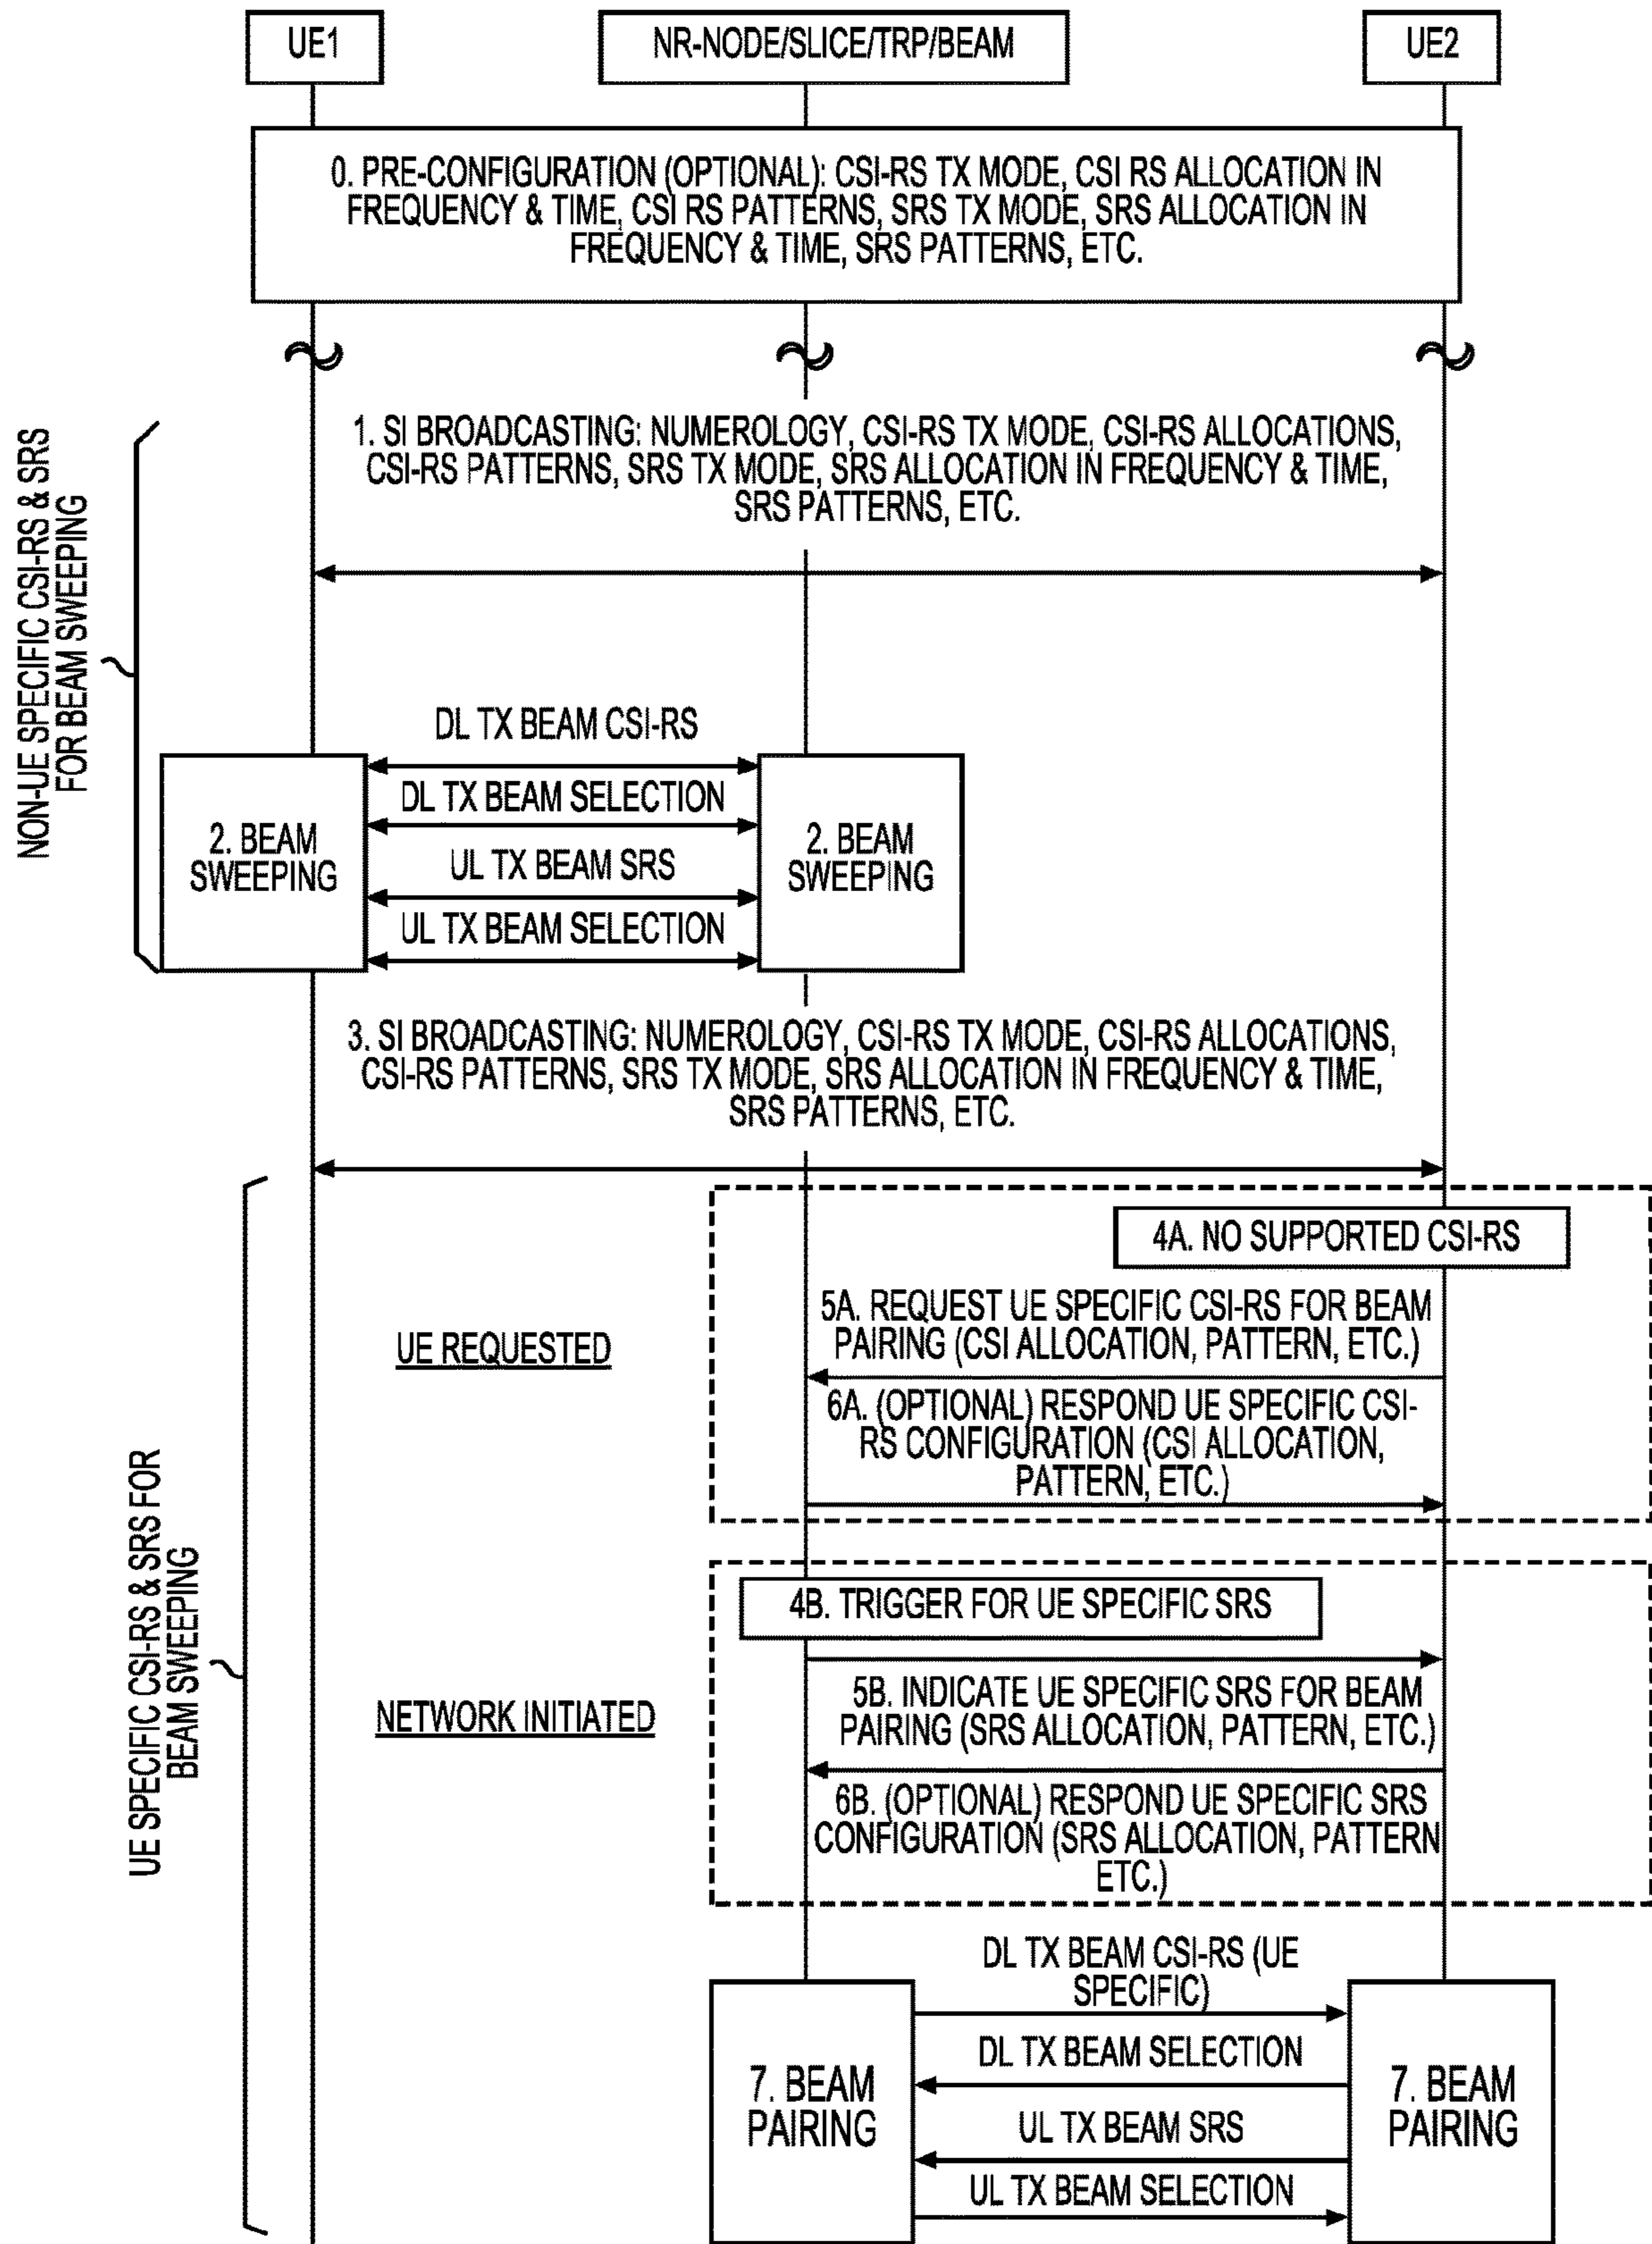 UE1
NR-NODE/SLICE/TRP/BEAM
UE2
0. PRE-CONFIGURATION (OPTIONAL): CSI-RS TX MODE, CSI RS ALLOCATION IN
FREQUENCY & TIME, CSI RS PATTERNS, SRS TX MODE, SRS ALLOCATION IN
FREQUENCY & TIME, SRS PATTERNS, ETC.
NON-UE SPECIFIC CSI-RS & SRS
FOR BEAM SWEEPING
1. SI BROADCASTING: NUMEROLOGY, CSI-RS TX MODE, CSI-RS ALLOCATIONS,
CSI-RS PATTERNS, SRS TX MODE, SRS ALLOCATION IN FREQUENCY & TIME,
SRS PATTERNS, ETC.
2. BEAM
SWEEPING
DL TX BEAM CSI-RS
DL TX BEAM SELECTION
UL TX BEAM SRS
UL TX BEAM SELECTION
2. BEAM
SWEEPING
3. SI BROADCASTING: NUMEROLOGY, CSI-RS TX MODE, CSI-RS ALLOCATIONS,
CSI-RS PATTERNS, SRS TX MODE, SRS ALLOCATION IN FREQUENCY & TIME,
SRS PATTERNS, ETC.
UE SPECIFIC CSI-RS & SRS FOR
BEAM SWEEPING
UE REQUESTED
4A. NO SUPPORTED CSI-RS
5A. REQUEST UE SPECIFIC CSI-RS FOR BEAM
PAIRING (CSI ALLOCATION, PATTERN, ETC.)
6A. (OPTIONAL) RESPOND UE SPECIFIC CSI-
RS CONFIGURATION (CSI ALLOCATION,
PATTERN, ETC.)
NETWORK INITIATED
4B. TRIGGER FOR UE SPECIFIC SRS
5B. INDICATE UE SPECIFIC SRS FOR BEAM
PAIRING (SRS ALLOCATION, PATTERN, ETC.)
6B. (OPTIONAL) RESPOND UE SPECIFIC SRS
CONFIGURATION (SRS ALLOCATION, PATTERN
ETC.)
7. BEAM
PAIRING
DL TX BEAM CSI-RS (UE
SPECIFIC)
DL TX BEAM SELECTION
UL TX BEAM SRS
UL TX BEAM SELECTION
7. BEAM
PAIRING